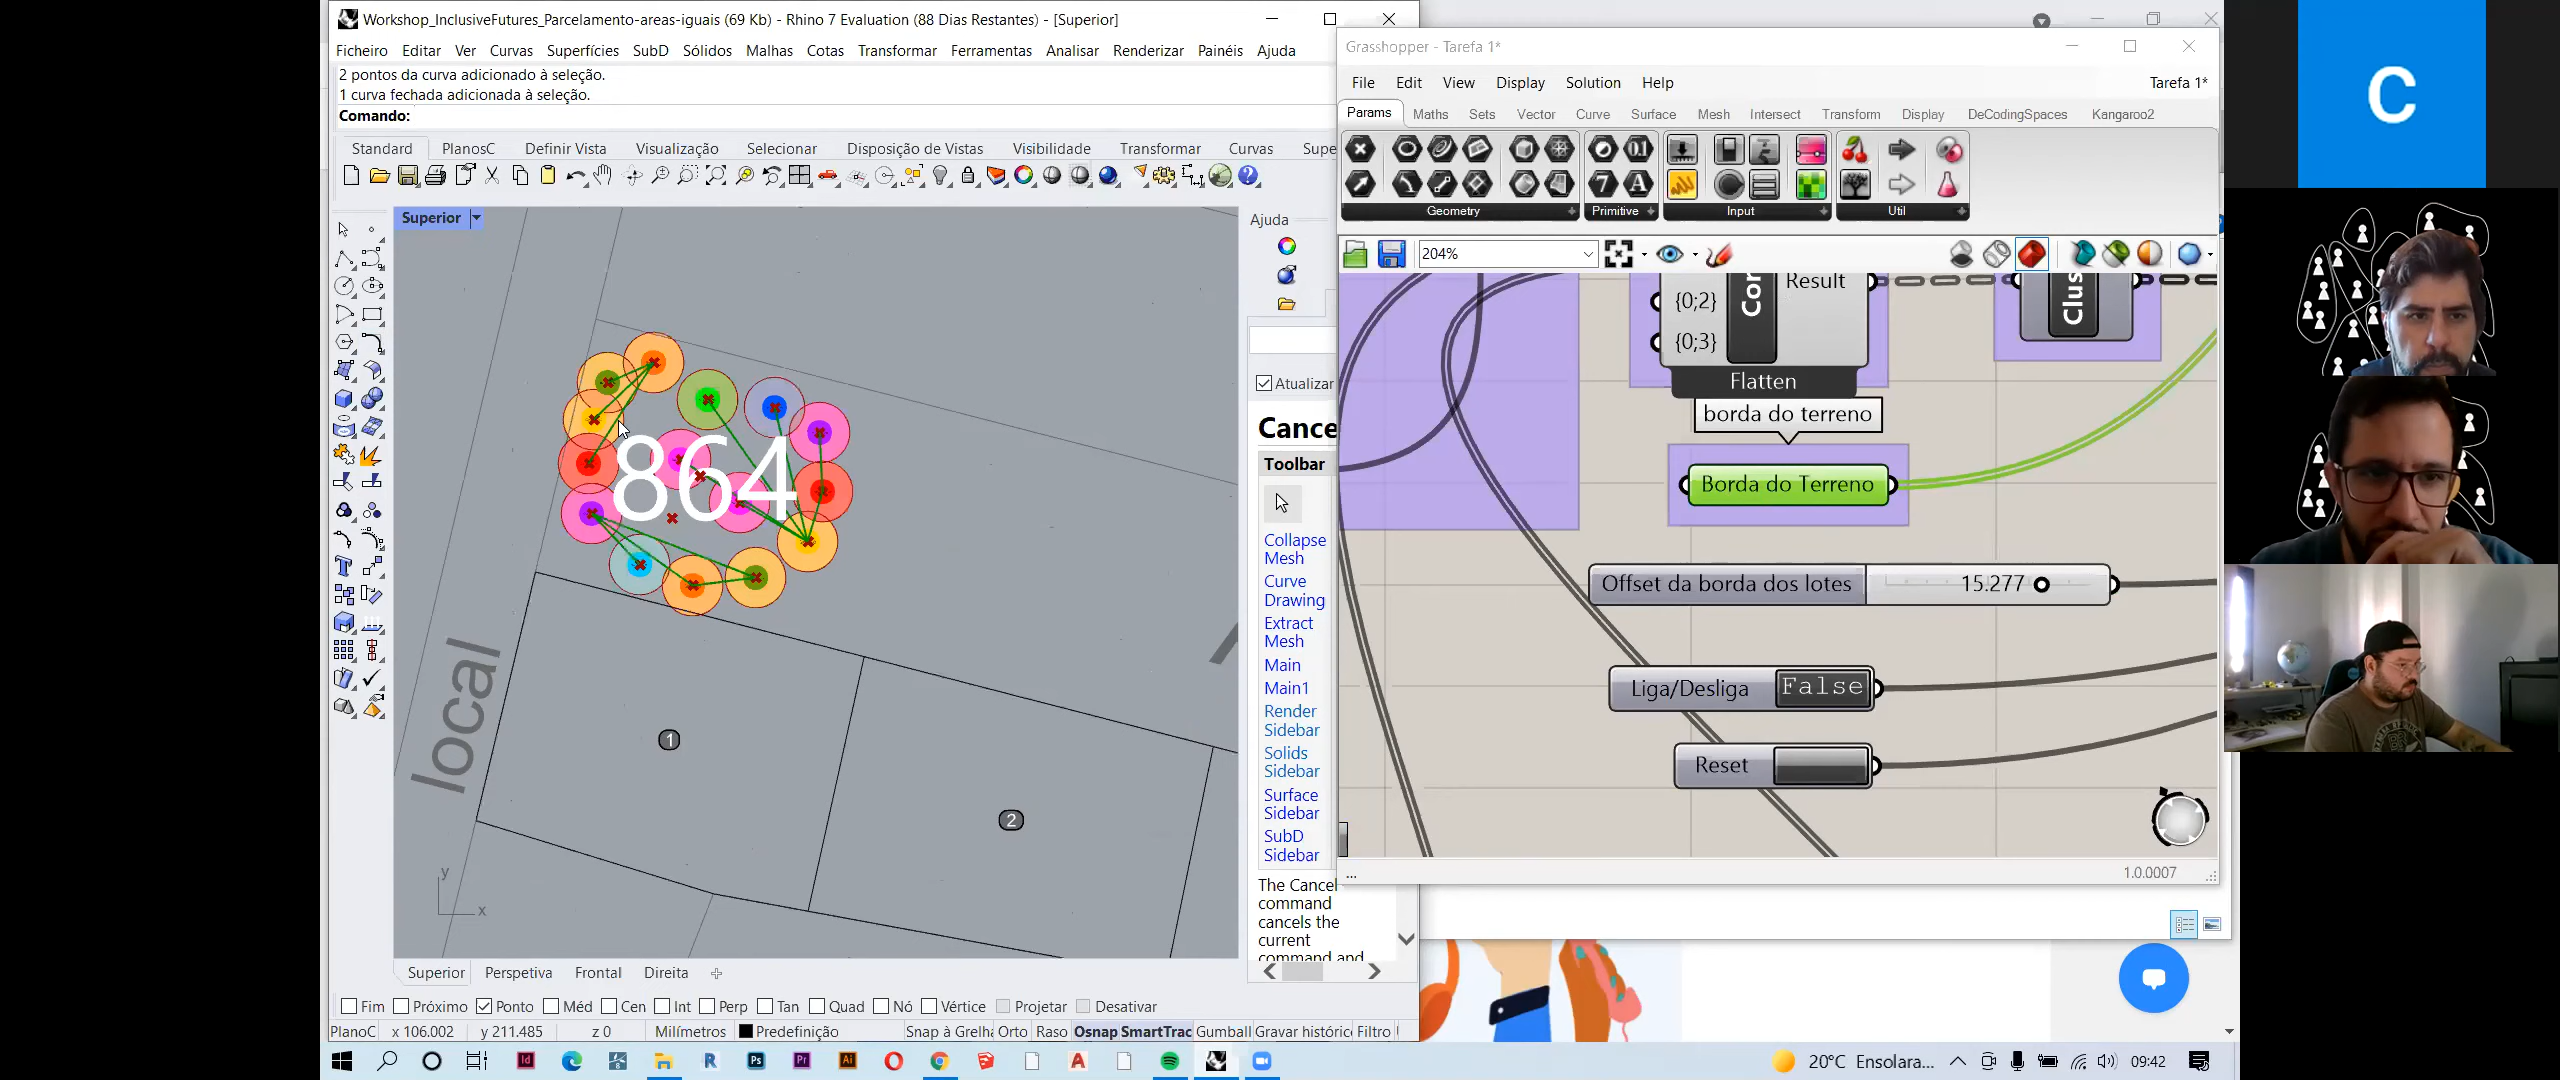 Workshop_InclusiveFutures_Parcelamento-areas-iguais (69 Kb) - Rhino 7 Evaluation (88 Dias Restantes) - [Superior]
Ficheiro Editar Ver Curvas Superfícies SubD Sólidos Malhas Cotas Transformar Ferramentas Analisar Renderizar Painéis Ajuda
2 pontos da curva adicionado à seleção.
1 curva fechada adicionada à seleção.
Comando:
Standard PlanosC Definir Vista Visualização Selecionar Disposição de Vistas Visibilidade Transformar Curvas Supe
Superior
864
local
1
2
y
x
Ajuda
Atualizar
Cance
Toolbar
Collapse
Mesh
Curve
Drawing
Extract
Mesh
Main
Main1
Render
Sidebar
Solids
Sidebar
Surface
Sidebar
SubD
Sidebar
The Cancel
command
cancels the
current
command and
Superior Perspetiva Frontal Direita
Fim Próximo Ponto Méd Cen Int Perp Tan Quad Nó Vértice Projetar Desativar
PlanoC x 106.002 y 211.485 z 0 Milímetros Predefinição Snap à Grelha Orto Raso Osnap SmartTrac Gumball Gravar histórico Filtro
Grasshopper - Tarefa 1*
File Edit View Display Solution Help Tarefa 1*
Params Maths Sets Vector Curve Surface Mesh Intersect Transform Display DeCodingSpaces Kangaroo2
Geometry Primitive Input Util
204%
{0;2}
{0;3}
Con
Result
Flatten
Clus
borda do terreno
Borda do Terreno
Offset da borda dos lotes 15.277
Liga/Desliga False
Reset
... 1.0.0007
C
20°C Ensolara... 09:42